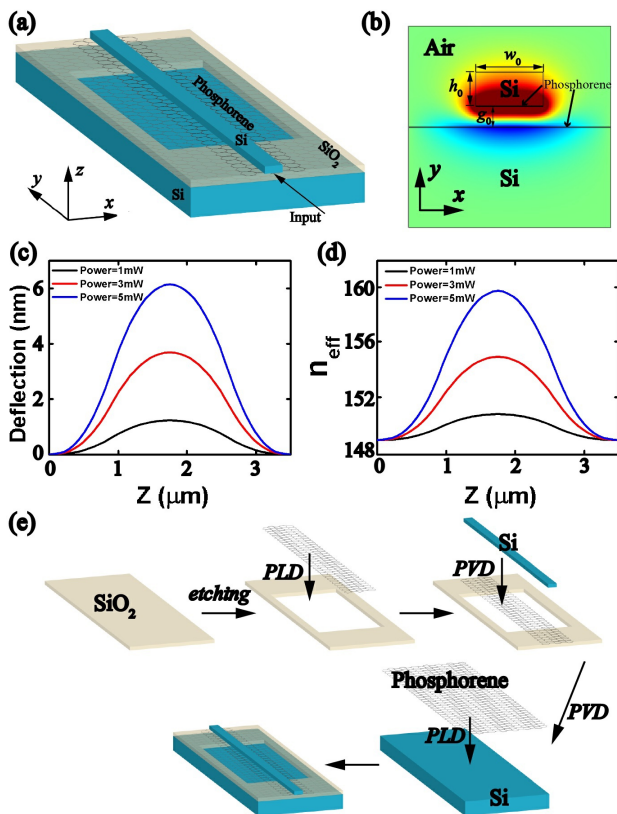 (a)
Phosphorene
Si
SiO2
Si
Input
z
y
x
(b)
Air
w0
h0
Si
Phosphorene
g0
Si
y
x
(c)
Power=1mW
Power=3mW
Power=5mW
Deflection (nm)
6
4
2
0
0 1 2 3
Z (μm)
(d)
Power=1mW
Power=3mW
Power=5mW
neff
160
156
152
148
0 1 2 3
Z (μm)
(e)
SiO2
etching
PLD
Si
PVD
Phosphorene
PLD
PVD
Si